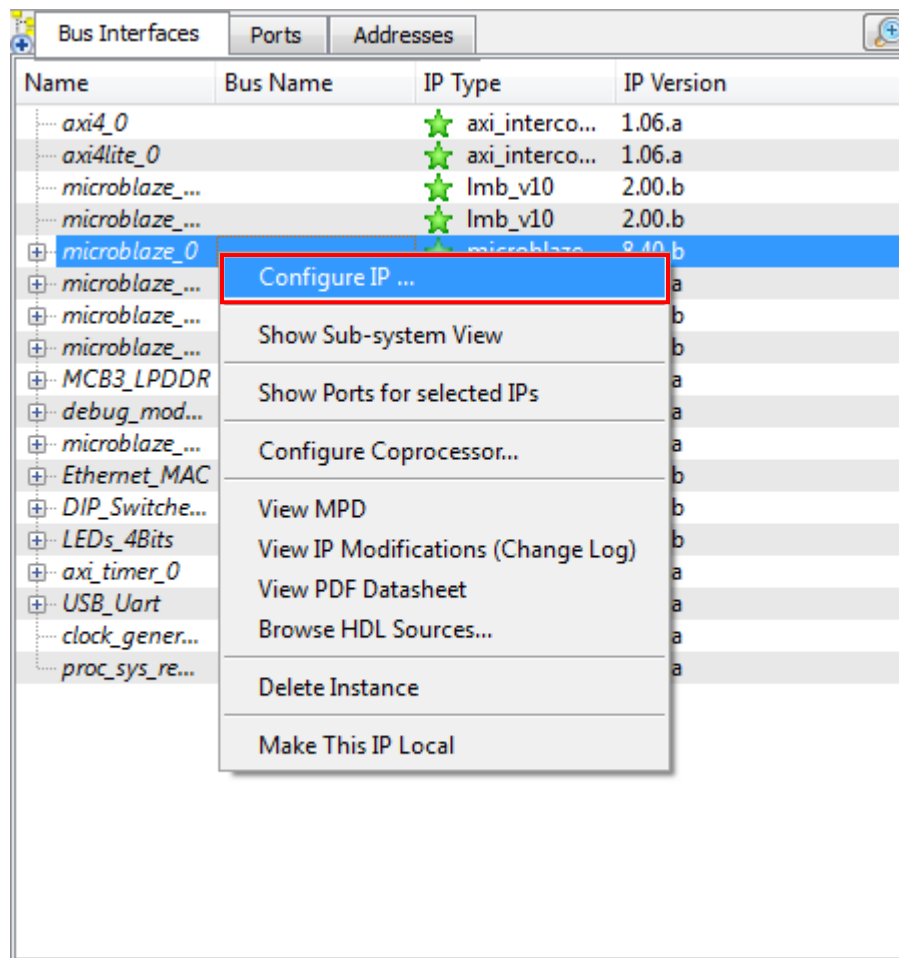 Bus Interfaces Ports Addresses
Name Bus Name IP Type IP Version
axi4_0 axi_interco... 1.06.a
axi4lite_0 axi_interco... 1.06.a
microblaze_... lmb_v10 2.00.b
microblaze_... lmb_v10 2.00.b
microblaze_0 microblaze 8.40.b
microblaze_... a
Configure IP ...
microblaze_... b
Show Sub-system View
microblaze_... b
MCB3_LPDDR a
Show Ports for selected IPs
debug_mod... a
microblaze_... a
Configure Coprocessor...
Ethernet_MAC b
DIP_Switche... b
View MPD
LEDs_4Bits b
View IP Modifications (Change Log)
axi_timer_0 a
View PDF Datasheet
USB_Uart a
Browse HDL Sources...
clock_gener... a
proc_sys_re... a
Delete Instance
Make This IP Local